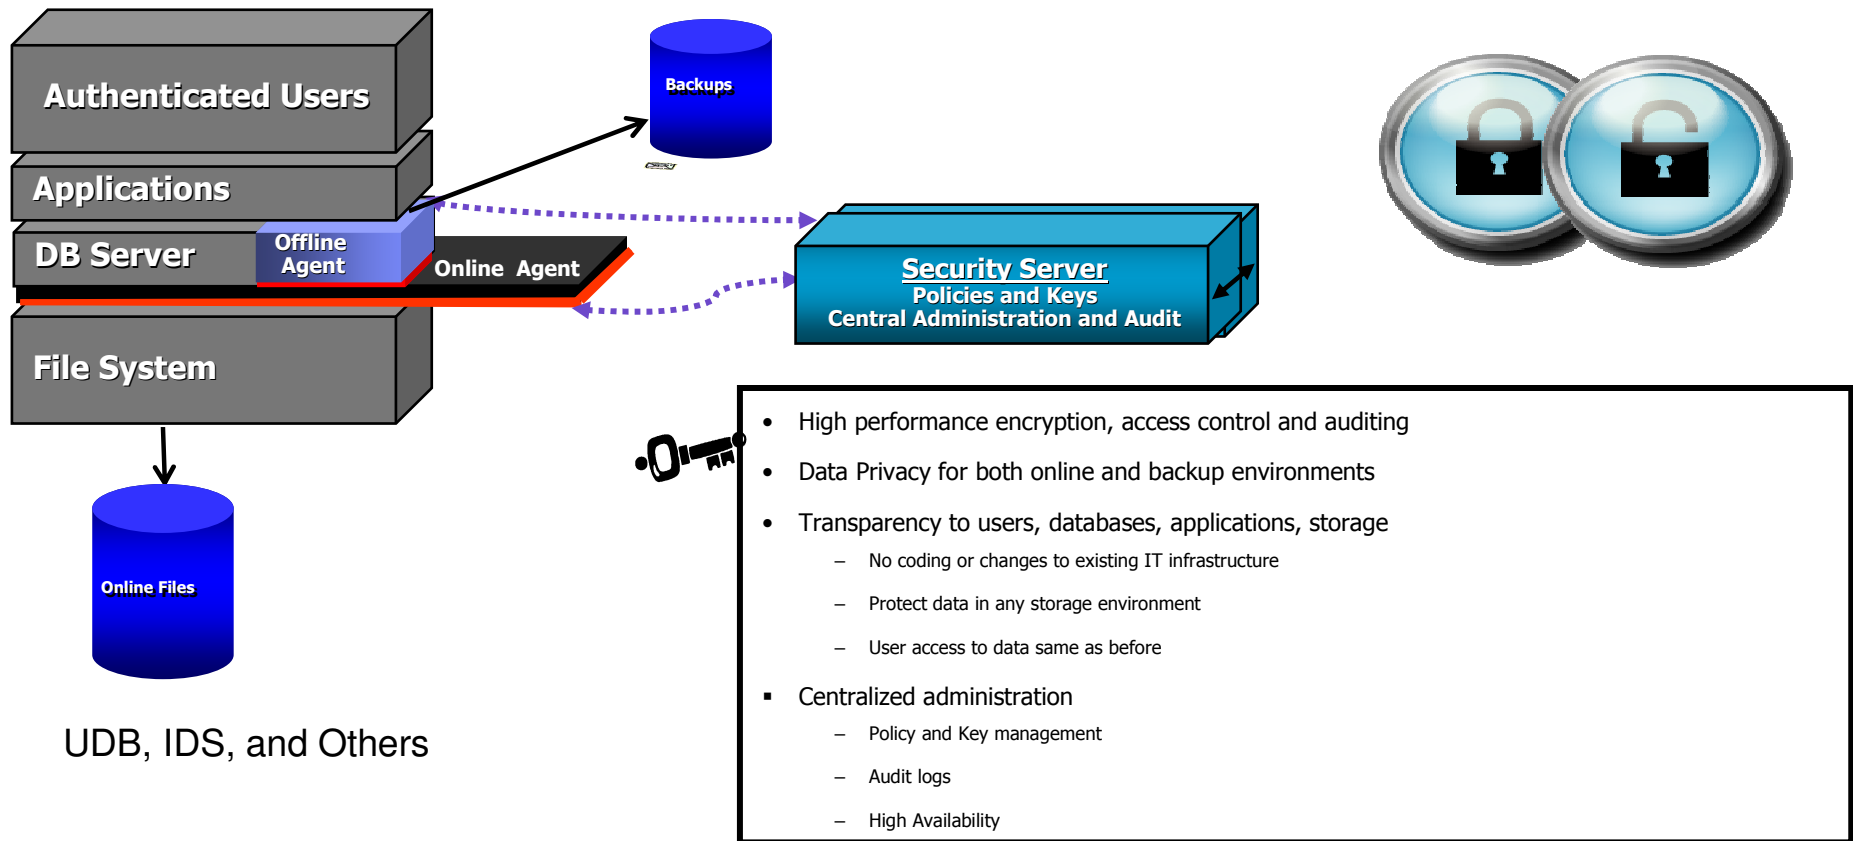 Authenticated Users
Applications
DB Server
Offline
Agent
Online Agent
File System
Backups
Security Server
Policies and Keys
Central Administration and Audit
Online Files
UDB, IDS, and Others
• High performance encryption, access control and auditing
• Data Privacy for both online and backup environments
• Transparency to users, databases, applications, storage
– No coding or changes to existing IT infrastructure
– Protect data in any storage environment
– User access to data same as before
▪ Centralized administration
– Policy and Key management
– Audit logs
– High Availability